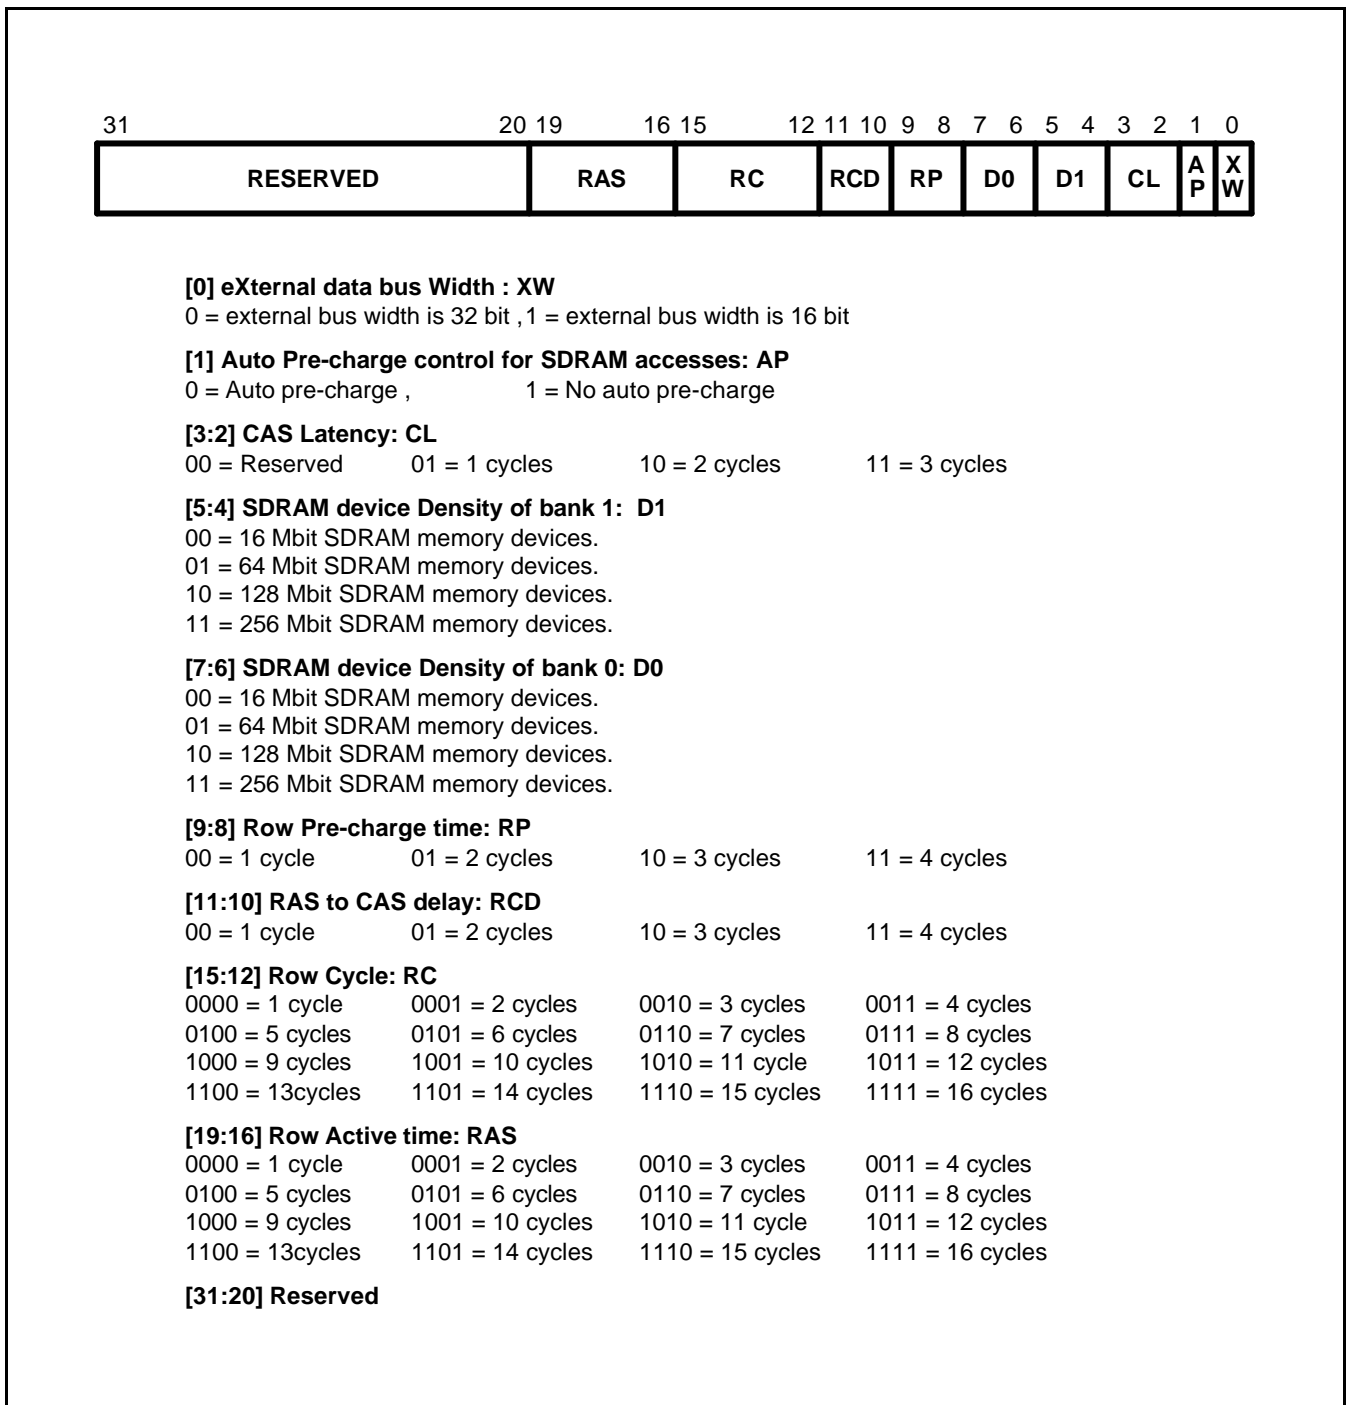 31 20 19 16 15 12 11 10 9 8 7 6 5 4 3 2 1 0
RESERVED RAS RC RCD RP D0 D1 CL AP XW
[0] eXternal data bus Width : XW
0 = external bus width is 32 bit , 1 = external bus width is 16 bit
[1] Auto Pre-charge control for SDRAM accesses: AP
0 = Auto pre-charge , 1 = No auto pre-charge
[3:2] CAS Latency: CL
00 = Reserved 01 = 1 cycles 10 = 2 cycles 11 = 3 cycles
[5:4] SDRAM device Density of bank 1: D1
00 = 16 Mbit SDRAM memory devices.
01 = 64 Mbit SDRAM memory devices.
10 = 128 Mbit SDRAM memory devices.
11 = 256 Mbit SDRAM memory devices.
[7:6] SDRAM device Density of bank 0: D0
00 = 16 Mbit SDRAM memory devices.
01 = 64 Mbit SDRAM memory devices.
10 = 128 Mbit SDRAM memory devices.
11 = 256 Mbit SDRAM memory devices.
[9:8] Row Pre-charge time: RP
00 = 1 cycle 01 = 2 cycles 10 = 3 cycles 11 = 4 cycles
[11:10] RAS to CAS delay: RCD
00 = 1 cycle 01 = 2 cycles 10 = 3 cycles 11 = 4 cycles
[15:12] Row Cycle: RC
0000 = 1 cycle 0001 = 2 cycles 0010 = 3 cycles 0011 = 4 cycles
0100 = 5 cycles 0101 = 6 cycles 0110 = 7 cycles 0111 = 8 cycles
1000 = 9 cycles 1001 = 10 cycles 1010 = 11 cycle 1011 = 12 cycles
1100 = 13cycles 1101 = 14 cycles 1110 = 15 cycles 1111 = 16 cycles
[19:16] Row Active time: RAS
0000 = 1 cycle 0001 = 2 cycles 0010 = 3 cycles 0011 = 4 cycles
0100 = 5 cycles 0101 = 6 cycles 0110 = 7 cycles 0111 = 8 cycles
1000 = 9 cycles 1001 = 10 cycles 1010 = 11 cycle 1011 = 12 cycles
1100 = 13cycles 1101 = 14 cycles 1110 = 15 cycles 1111 = 16 cycles
[31:20] Reserved